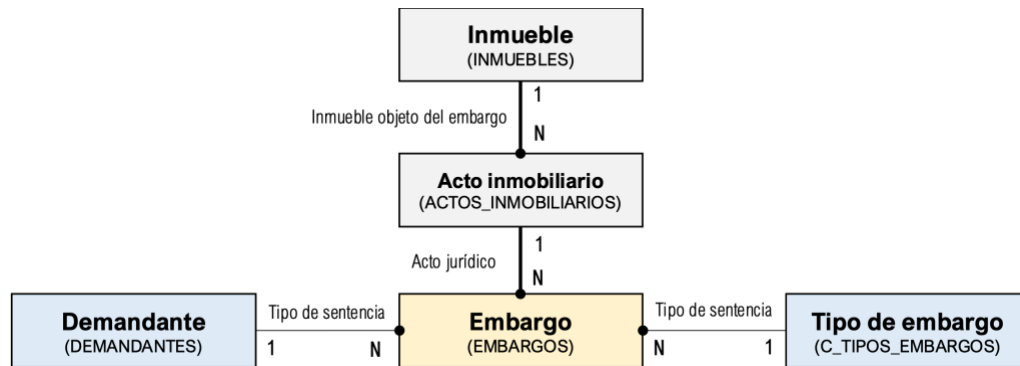 Inmueble
(INMUEBLES)
1
Inmueble objeto del embargo
N
Acto inmobiliario
(ACTOS_INMOBILIARIOS)
1
Acto jurídico
N
Demandante
(DEMANDANTES)
Tipo de sentencia
1
N
Embargo
(EMBARGOS)
Tipo de sentencia
N
1
Tipo de embargo
(C_TIPOS_EMBARGOS)